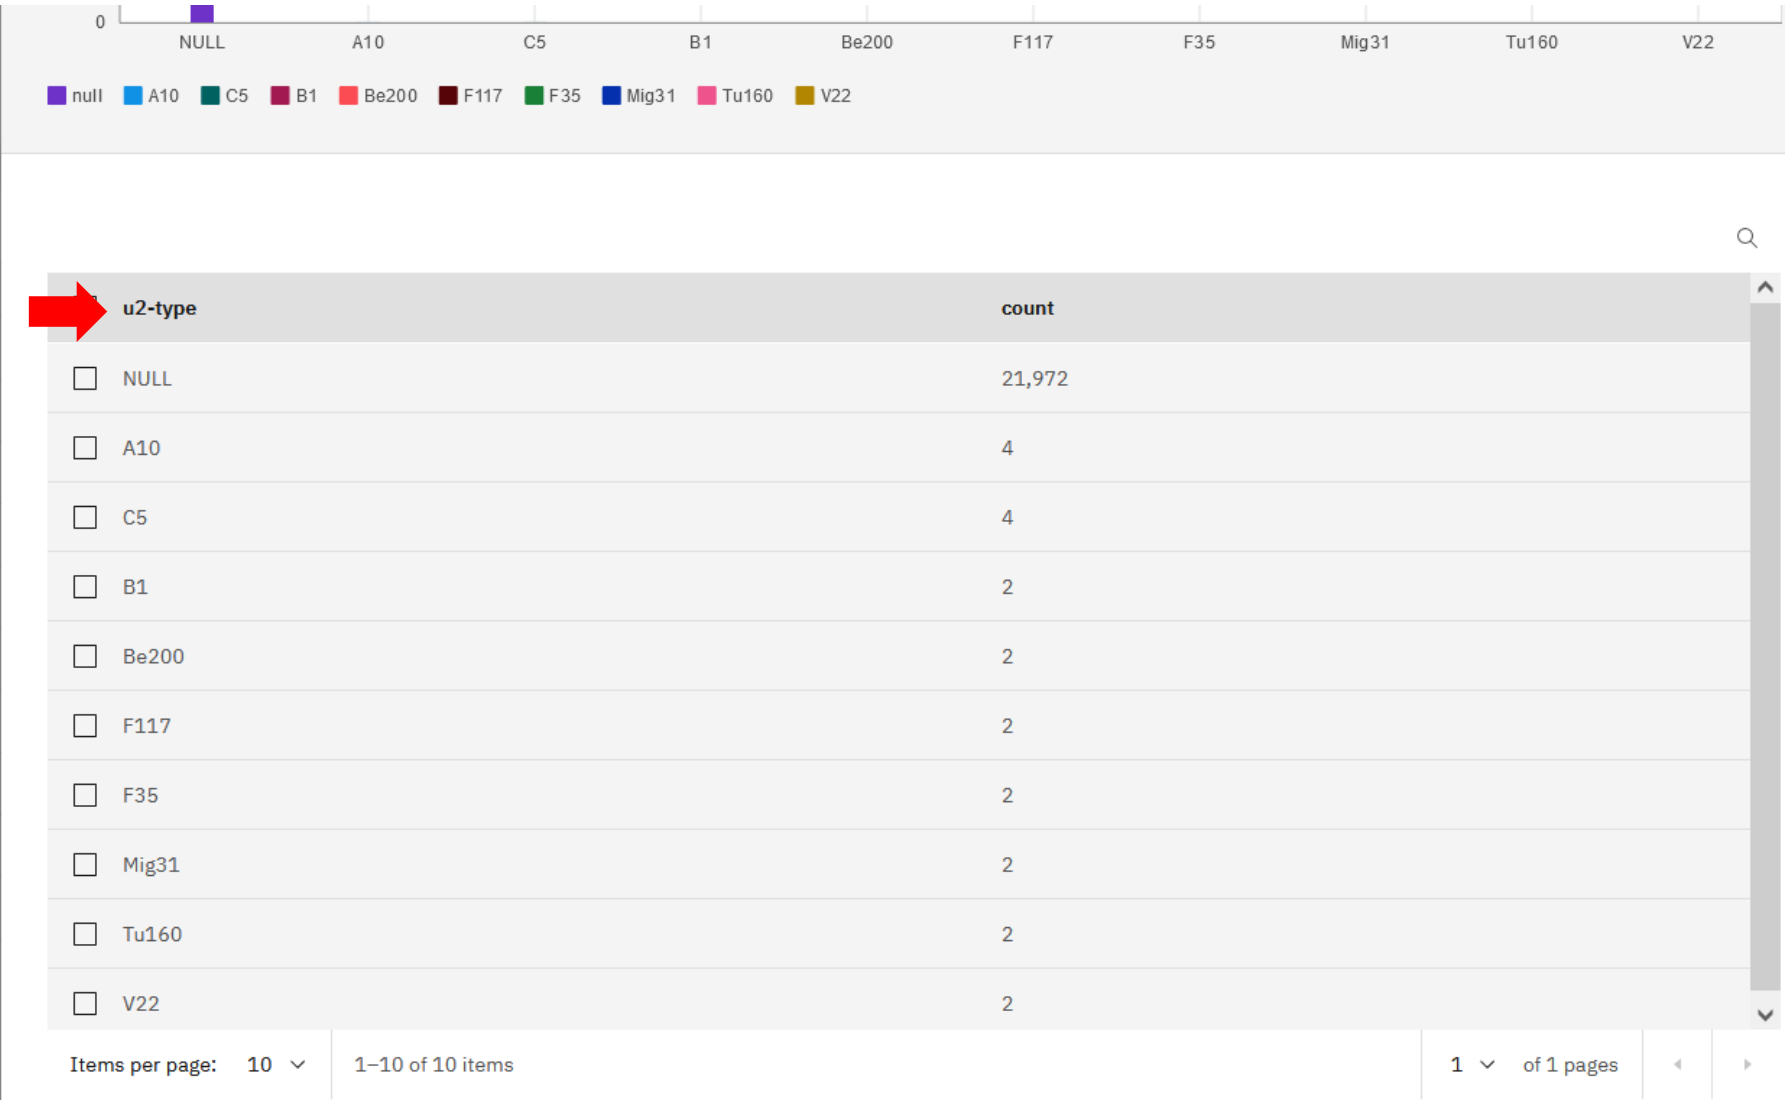 0
NULL A10 C5 B1 Be200 F117 F35 Mig31 Tu160 V22
null A10 C5 B1 Be200 F117 F35 Mig31 Tu160 V22
u2-type count
NULL 21,972
A10 4
C5 4
B1 2
Be200 2
F117 2
F35 2
Mig31 2
Tu160 2
V22 2
Items per page: 10 1–10 of 10 items 1 of 1 pages